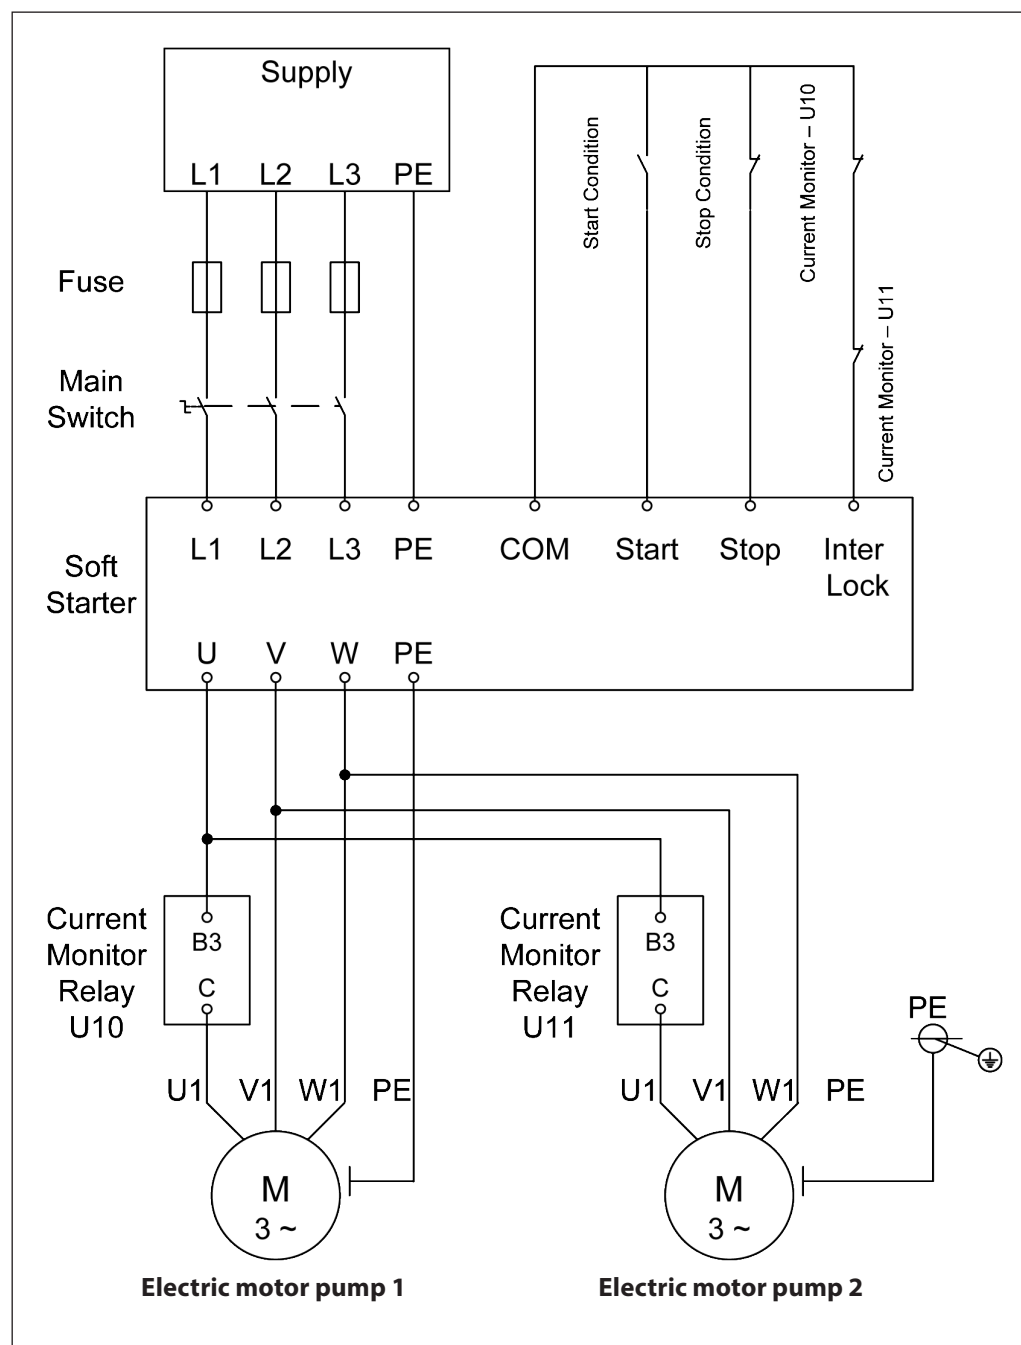 Supply
L1 L2 L3 PE
Fuse
Main
Switch
Start Condition
Stop Condition
Current Monitor – U10
Current Monitor – U11
Soft
Starter
L1 L2 L3 PE COM Start Stop Inter
Lock
U V W PE
Current
Monitor
Relay
U10
B3
C
Current
Monitor
Relay
U11
B3
C
PE
U1 V1 W1 PE
U1 V1 W1 PE
M
3 ~
M
3 ~
Electric motor pump 1
Electric motor pump 2